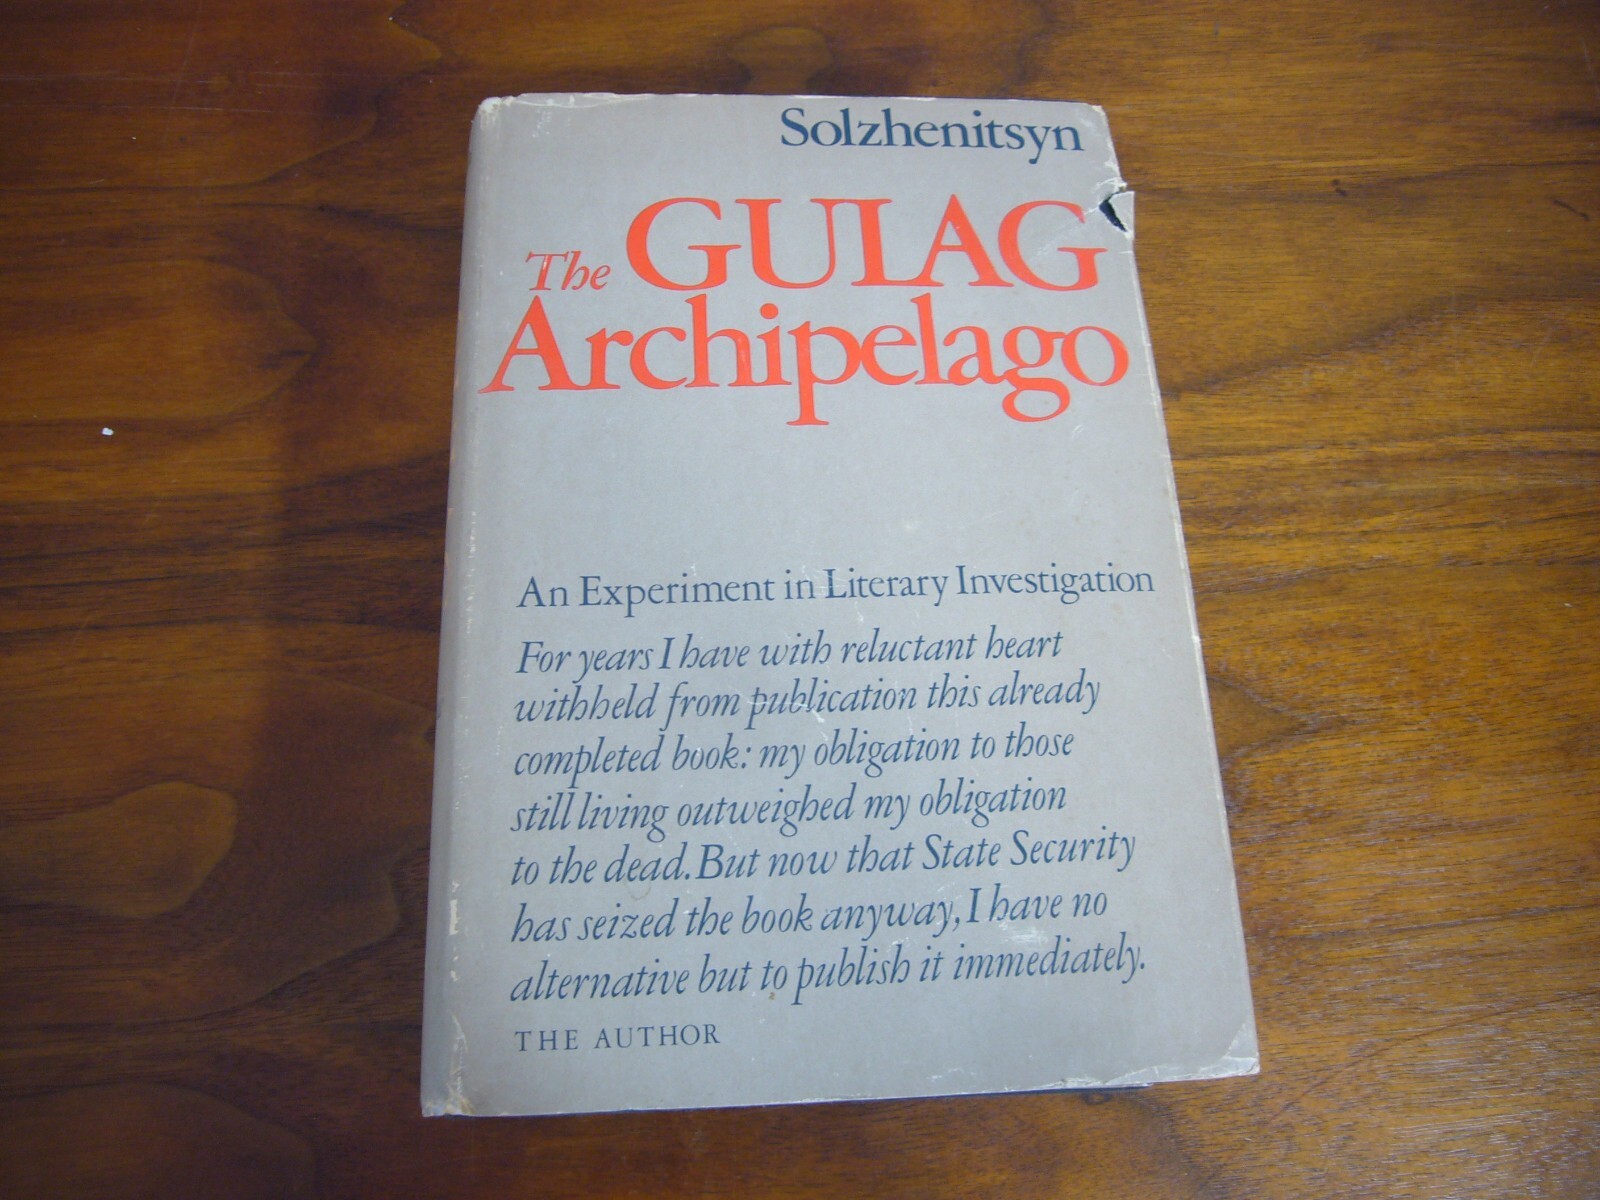 Solzhenitsyn
The GULAG
Archipelago
An Experiment in Literary Investigation
For years I have with reluctant heart
withheld from publication this already
completed book: my obligation to those
still living outweighed my obligation
to the dead. But now that State Security
has seized the book anyway, I have no
alternative but to publish it immediately.
THE AUTHOR